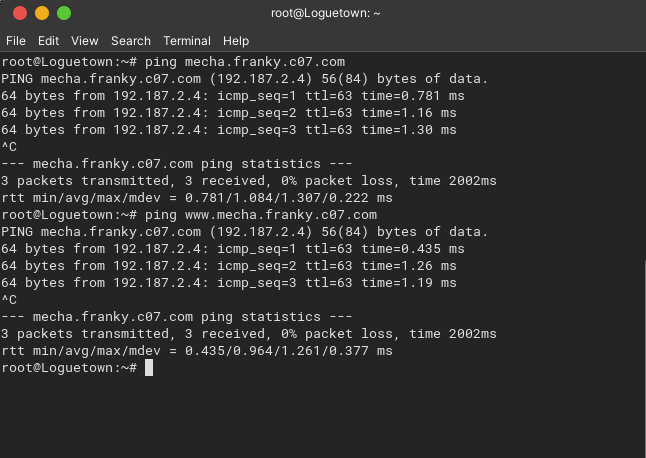 root@Loguetown: ~
File Edit View Search Terminal Help
root@Loguetown:~# ping mecha.franky.c07.com
PING mecha.franky.c07.com (192.187.2.4) 56(84) bytes of data.
64 bytes from 192.187.2.4: icmp_seq=1 ttl=63 time=0.781 ms
64 bytes from 192.187.2.4: icmp_seq=2 ttl=63 time=1.16 ms
64 bytes from 192.187.2.4: icmp_seq=3 ttl=63 time=1.30 ms
^C
--- mecha.franky.c07.com ping statistics ---
3 packets transmitted, 3 received, 0% packet loss, time 2002ms
rtt min/avg/max/mdev = 0.781/1.084/1.307/0.222 ms
root@Loguetown:~# ping www.mecha.franky.c07.com
PING mecha.franky.c07.com (192.187.2.4) 56(84) bytes of data.
64 bytes from 192.187.2.4: icmp_seq=1 ttl=63 time=0.435 ms
64 bytes from 192.187.2.4: icmp_seq=2 ttl=63 time=1.26 ms
64 bytes from 192.187.2.4: icmp_seq=3 ttl=63 time=1.19 ms
^C
--- mecha.franky.c07.com ping statistics ---
3 packets transmitted, 3 received, 0% packet loss, time 2002ms
rtt min/avg/max/mdev = 0.435/0.964/1.261/0.377 ms
root@Loguetown:~#